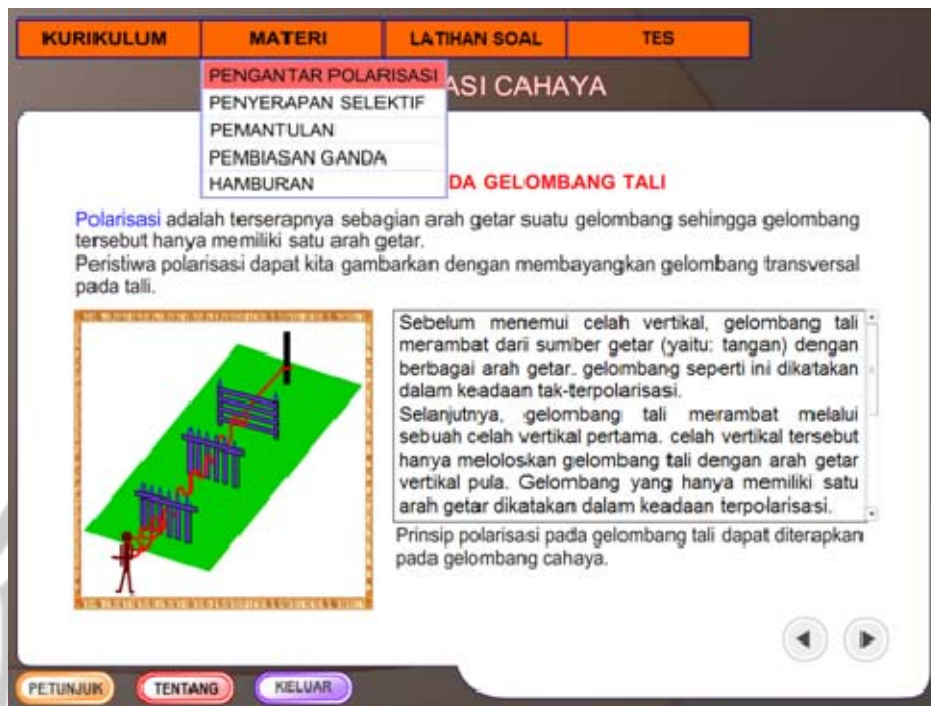 KURIKULUM
MATERI
LATIHAN SOAL
TES
PENGANTAR POLARISASI
PENYERAPAN SELEKTIF
PEMANTULAN
PEMBIASAN GANDA
HAMBURAN
ASI CAHAYA
DA GELOMBANG TALI
Polarisasi adalah terserapnya sebagian arah getar suatu gelombang sehingga gelombang
tersebut hanya memiliki satu arah getar.
Peristiwa polarisasi dapat kita gambarkan dengan membayangkan gelombang transversal
pada talli.
Sebelum menemui celah vertikal, gelombang tali
merambat dari sumber getar (yaitu: tangan) dengan
berbagai arah getar. gelombang seperti ini dikatakan
dalam keadaan tak-terpolarisasi.
Selanjutnya, gelombang tali merambat melalui
sebuah celah vertikal pertama. celah vertikal tersebut
hanya meloloskan gelombang tali dengan arah getar
vertikal pula. Gelombang yang hanya memiliki satu
arah getar dikatakan dalam keadaan terpolarisasi.
Prinsip polarisasi pada gelombang tali dapat diterapkan
pada gelombang cahaya.
PETUNJUK
TENTANG
KELUAR